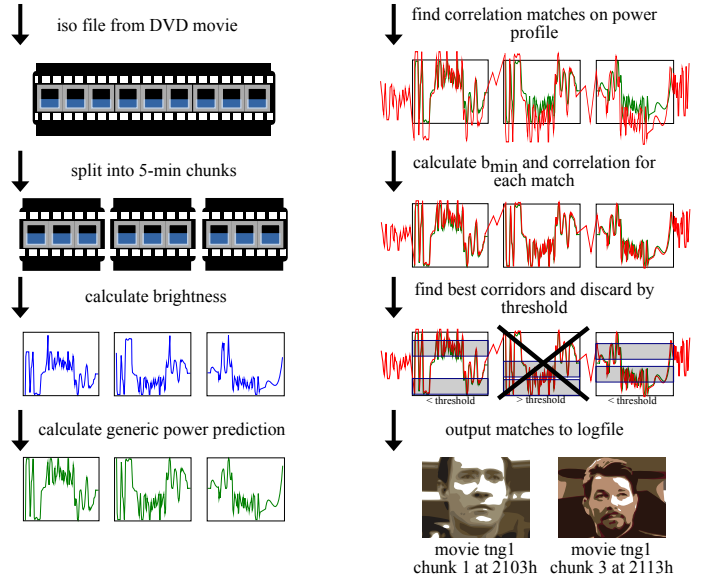 iso file from DVD movie
split into 5-min chunks
calculate brightness
calculate generic power prediction
find correlation matches on power
profile
calculate bmin and correlation for
each match
find best corridors and discard by
threshold
< threshold
> threshold
< threshold
output matches to logfile
movie tng1
chunk 1 at 2103h
movie tng1
chunk 3 at 2113h